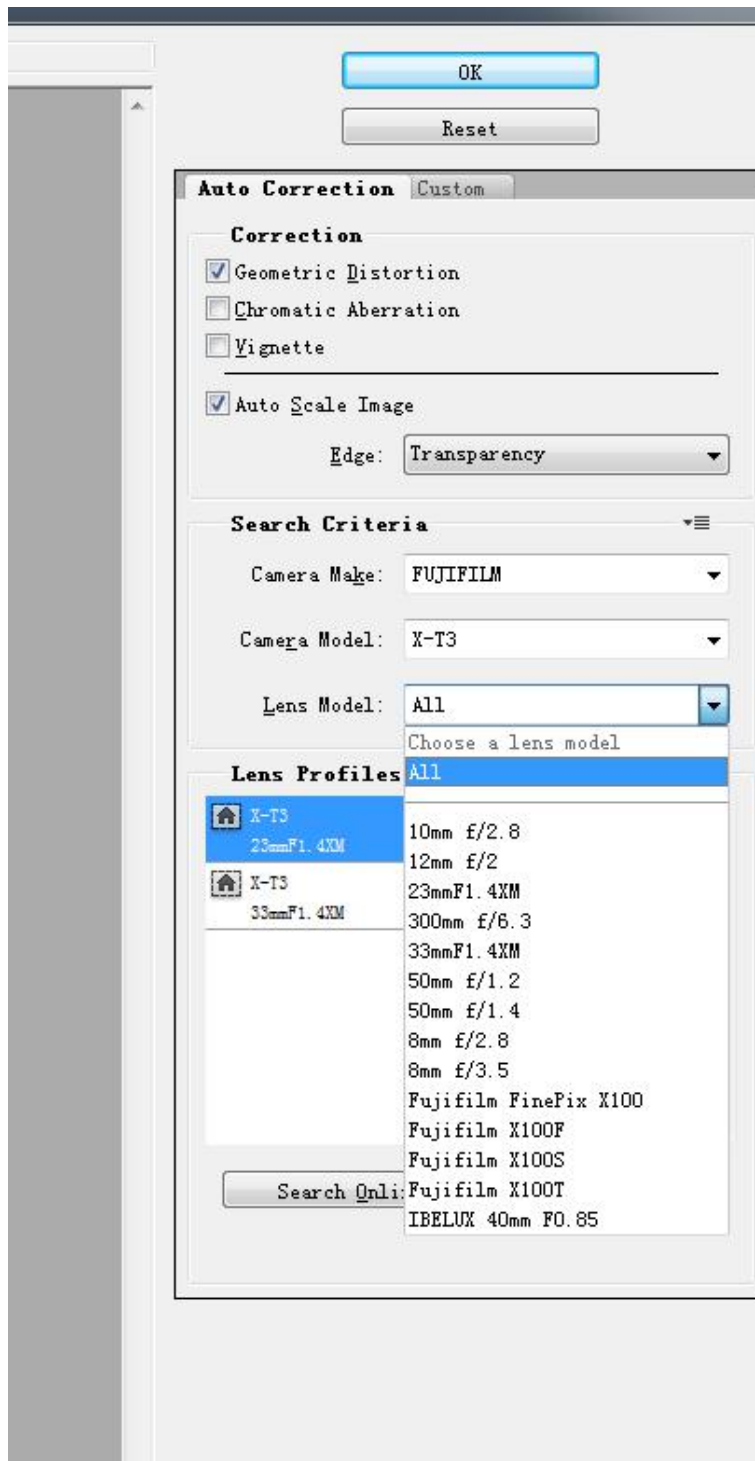 OK
Reset
Auto Correction Custom
Correction
Geometric Distortion
Chromatic Aberration
Vignette
Auto Scale Image
Edge: Transparency
Search Criteria
Camera Make: FUJIFILM
Camera Model: X-T3
Lens Model: All
Choose a lens model
All
10mm f/2.8
12mm f/2
23mmF1.4XM
300mm f/6.3
33mmF1.4XM
50mm f/1.2
50mm f/1.4
8mm f/2.8
8mm f/3.5
Fujifilm FinePix X100
Fujifilm X100F
Fujifilm X100S
Fujifilm X100T
IBELUX 40mm F0.85
Lens Profiles
X-T3
23mmF1.4XM
X-T3
33mmF1.4XM
Search Onli